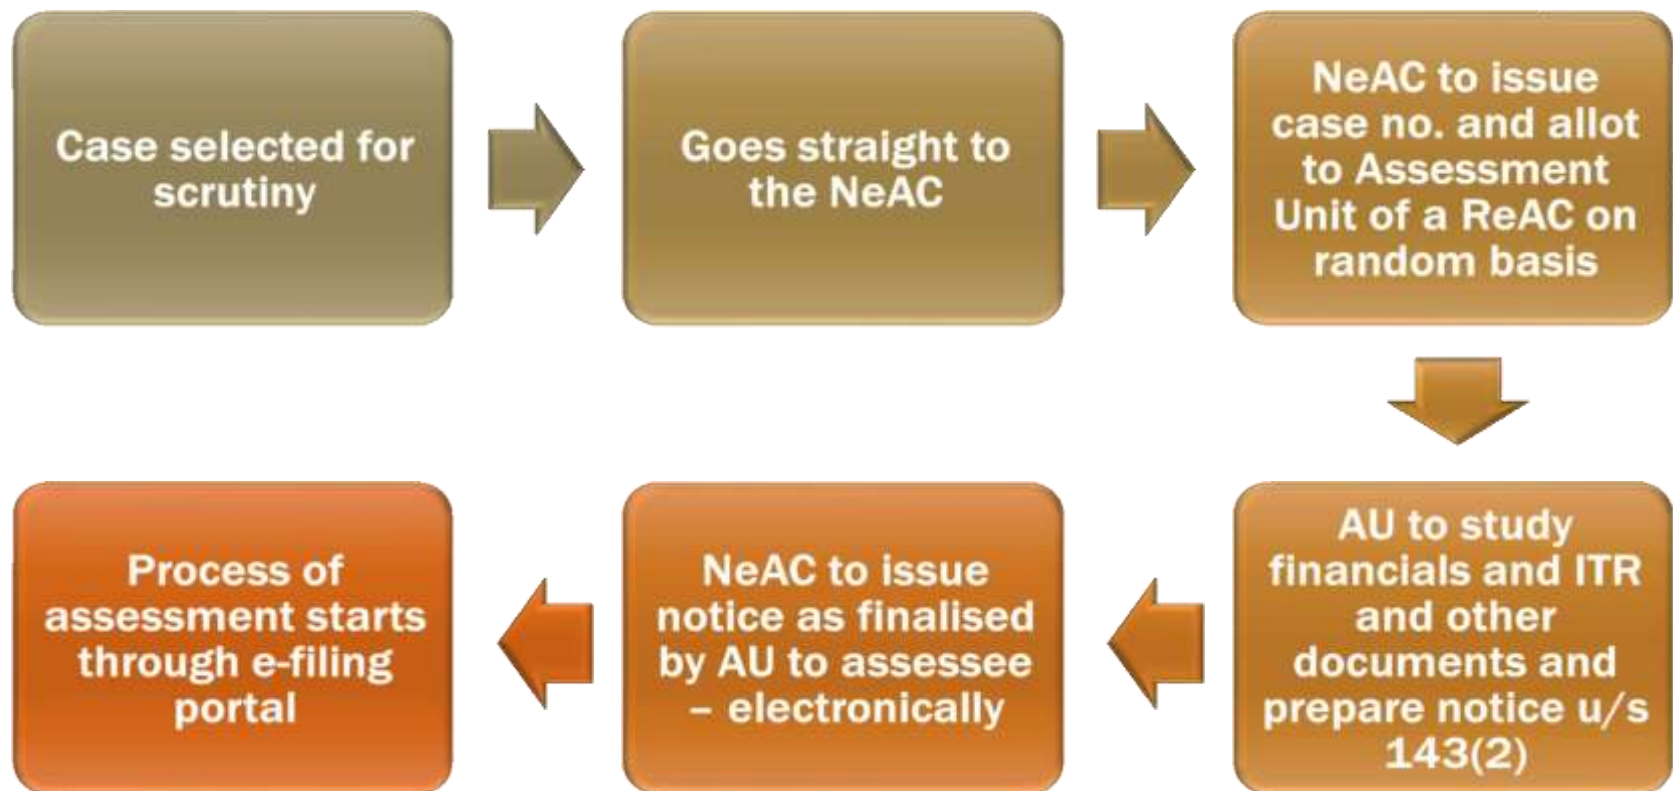 Case selected for
scrutiny
Goes straight to
the NeAC
NeAC to issue
case no. and allot
to Assessment
Unit of a ReAC on
random basis
AU to study
financials and ITR
and other
documents and
prepare notice u/s
143(2)
NeAC to issue
notice as finalised
by AU to assessee
– electronically
Process of
assessment starts
through e-filing
portal